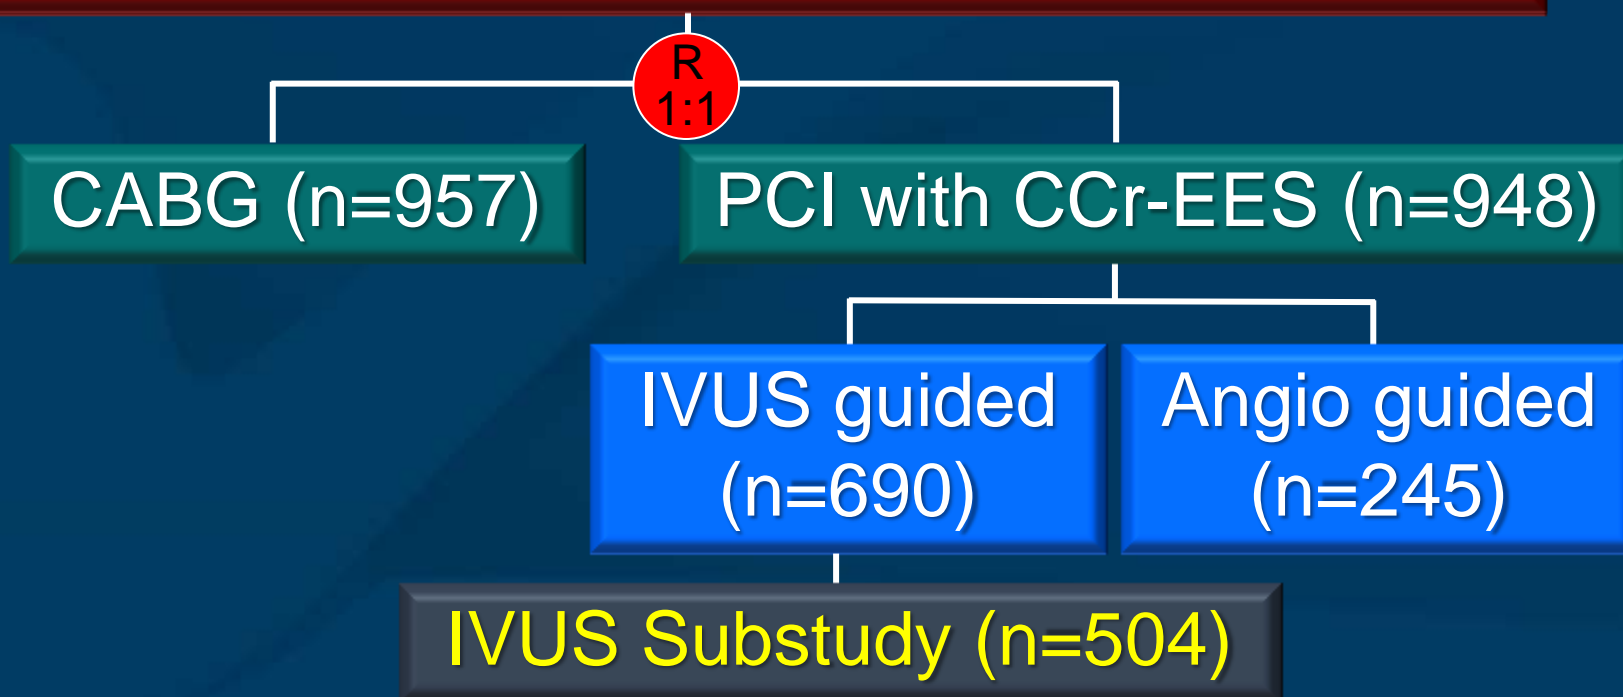 R
1:1
CABG (n=957)
PCI with CCr-EES (n=948)
IVUS guided
(n=690)
Angio guided
(n=245)
IVUS Substudy (n=504)